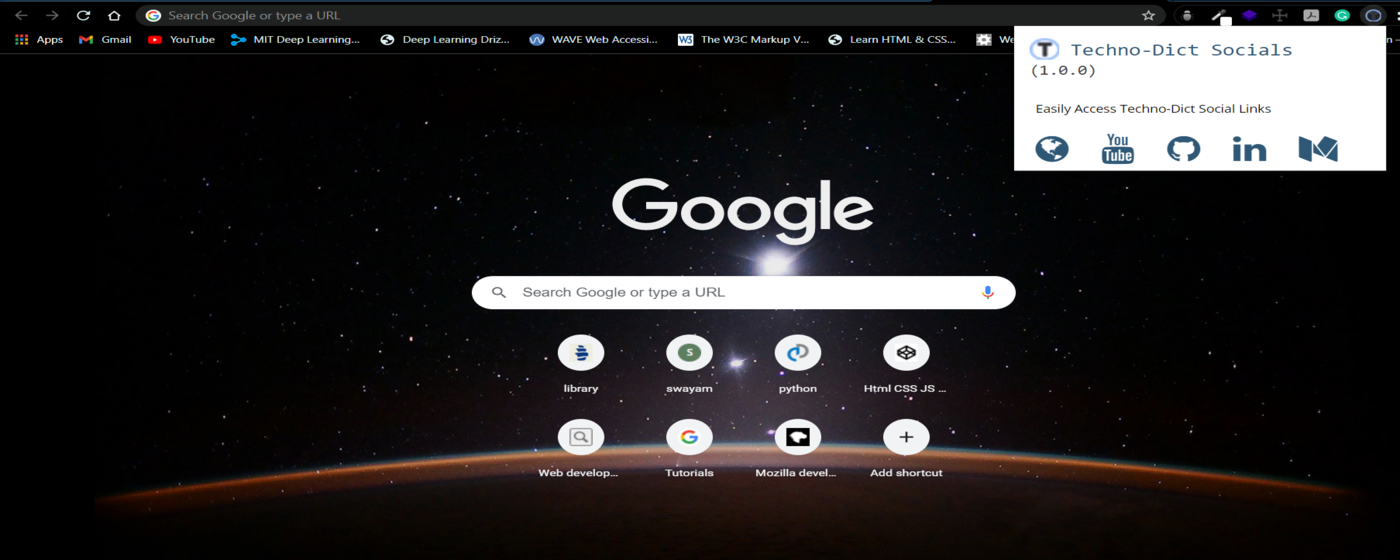 Search Google or type a URL
Apps Gmail YouTube MIT Deep Learning... Deep Learning Driz... WAVE Web Accessi... W3 The W3C Markup V... Learn HTML & CSS...
T Techno-Dict Socials
(1.0.0)
Easily Access Techno-Dict Social Links
You Tube in
Google
Search Google or type a URL
S
library swayam python Html CSS JS ...
Web develop... Tutorials Mozilla devel... Add shortcut